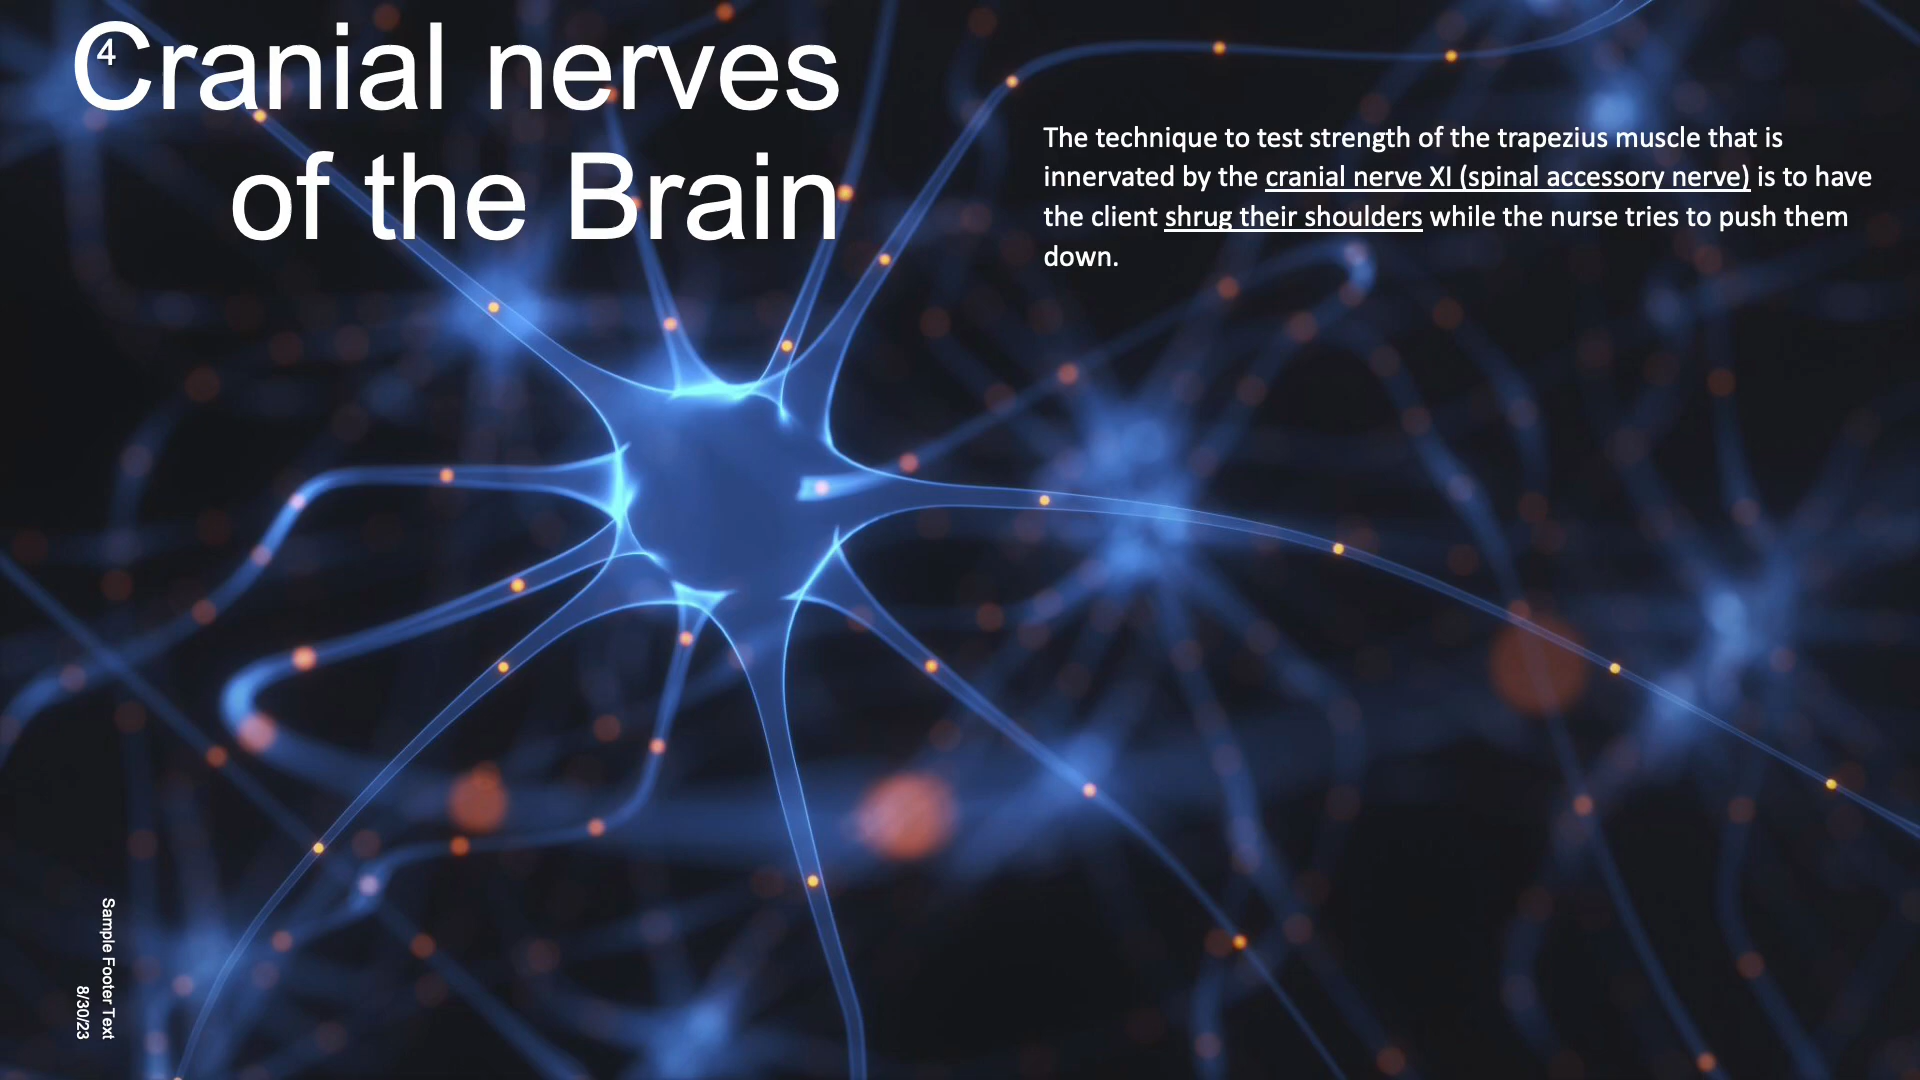 4
Cranial nerves
of the Brain
The technique to test strength of the trapezius muscle that is
innervated by the cranial nerve XI (spinal accessory nerve) is to have
the client shrug their shoulders while the nurse tries to push them
down.
Sample Footer Text
8/30/23